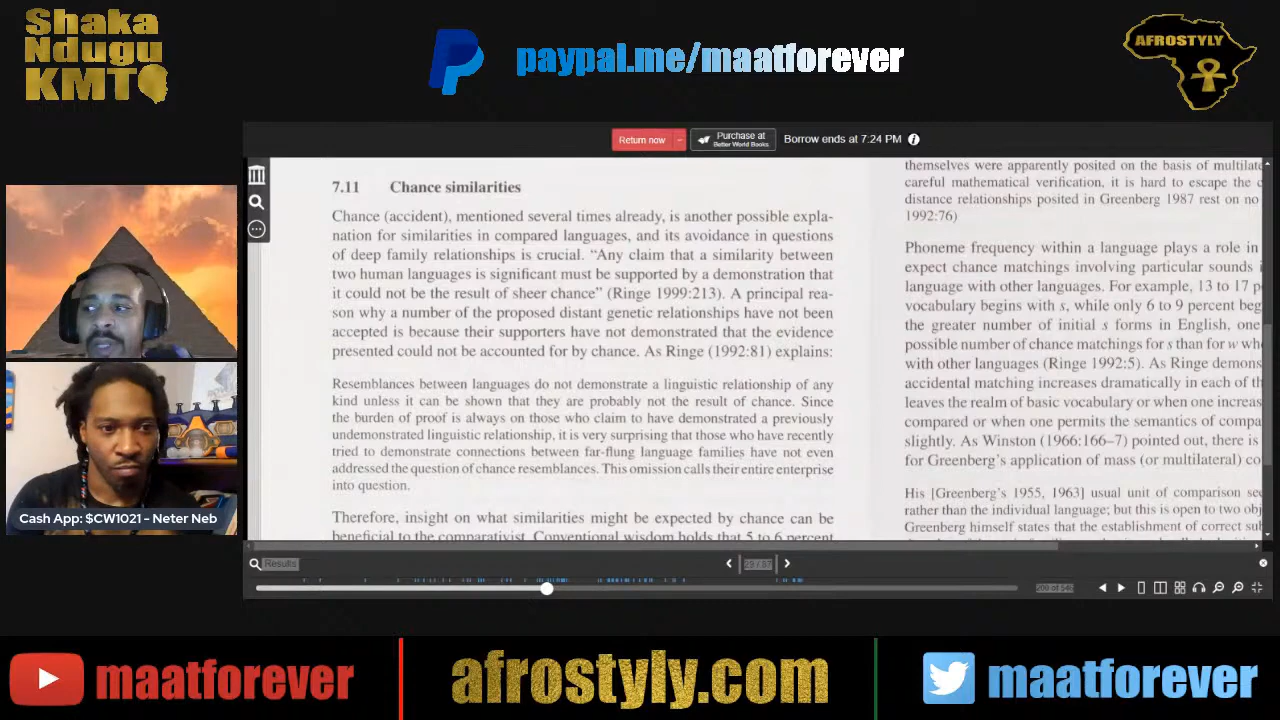 Shaka
Ndugu
KMT
paypal.me/maatforever
AFROSTYLY
Return now
Purchase at
Better World Books
Borrow ends at 7:24 PM
7.11 Chance similarities
Chance (accident), mentioned several times already, is another possible expla-
nation for similarities in compared languages, and its avoidance in questions
of deep family relationships is crucial. “Any claim that a similarity between
two human languages is significant must be supported by a demonstration that
it could not be the result of sheer chance” (Ringe 1999:213). A principal rea-
son why a number of the proposed distant genetic relationships have not been
accepted is because their supporters have not demonstrated that the evidence
presented could not be accounted for by chance. As Ringe (1992:81) explains:
Resemblances between languages do not demonstrate a linguistic relationship of any
kind unless it can be shown that they are probably not the result of chance. Since
the burden of proof is always on those who claim to have demonstrated a previously
undemonstrated linguistic relationship, it is very surprising that those who have recently
tried to demonstrate connections between far-flung language families have not even
addressed the question of chance resemblances. This omission calls their entire enterprise
into question.
Therefore, insight on what similarities might be expected by chance can be
beneficial to the comparativist. Conventional wisdom holds that 5 to 6 percent
themselves were apparently posited on the basis of multilate
careful mathematical verification, it is hard to escape the
distance relationships posited in Greenberg 1987 rest on no
1992:76)
Phoneme frequency within a language plays a role in
expect chance matchings involving particular sounds
language with other languages. For example, 13 to 17 p
vocabulary begins with s, while only 6 to 9 percent beg
the greater number of initial s forms in English, one
possible number of chance matchings for s than for w wh
with other languages (Ringe 1992:5). As Ringe demons
accidental matching increases dramatically in each of th
leaves the realm of basic vocabulary or when one increas
compared or when one permits the semantics of compa
slightly. As Winston (1966:166–7) pointed out, there is
for Greenberg’s application of mass (or multilateral) co
His [Greenberg’s 1955, 1963] usual unit of comparison see
rather than the individual language; but this is open to two obj
Greenberg himself states that the establishment of correct sub
Results
Cash App: $CW1021 - Neter Neb
maatforever
afrostyly.com
maatforever